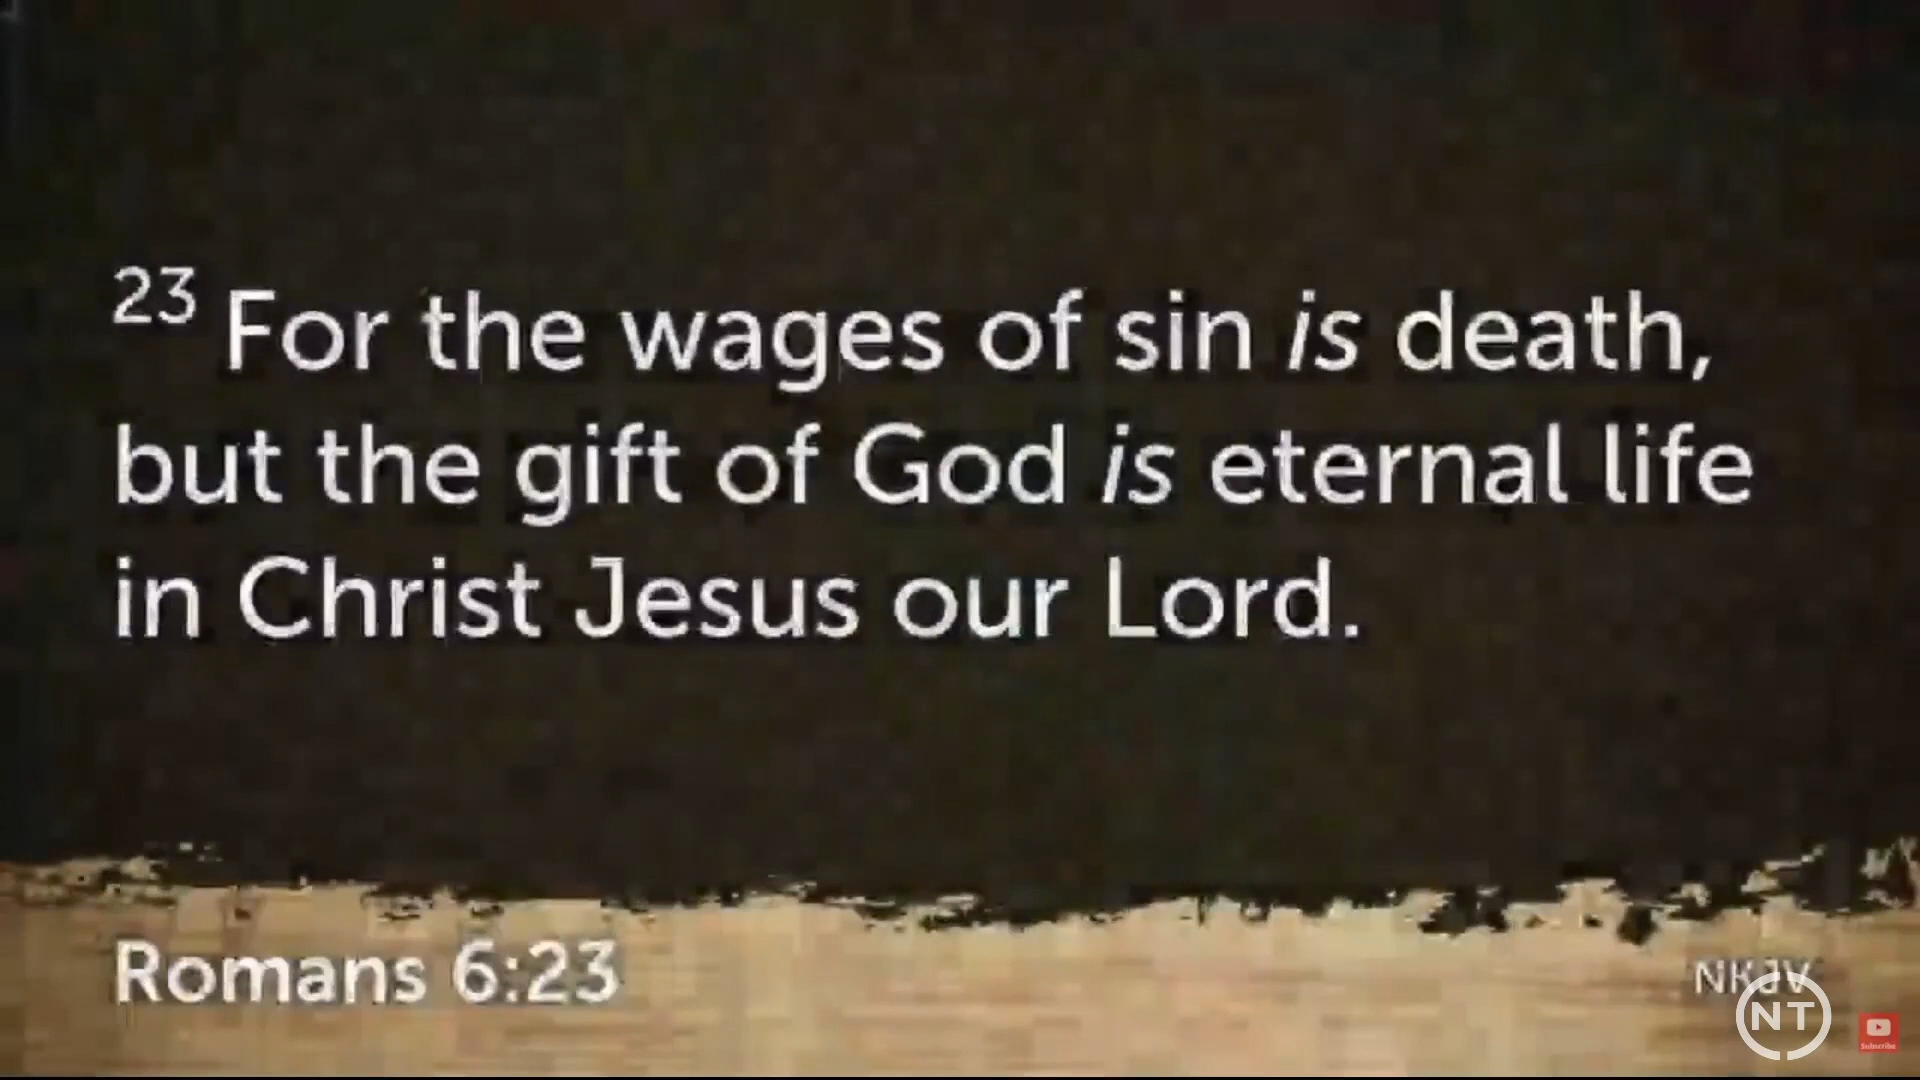 23 For the wages of sin is death,
but the gift of God is eternal life
in Christ Jesus our Lord.
Romans 6:23
NKJV
NT
Subscribe